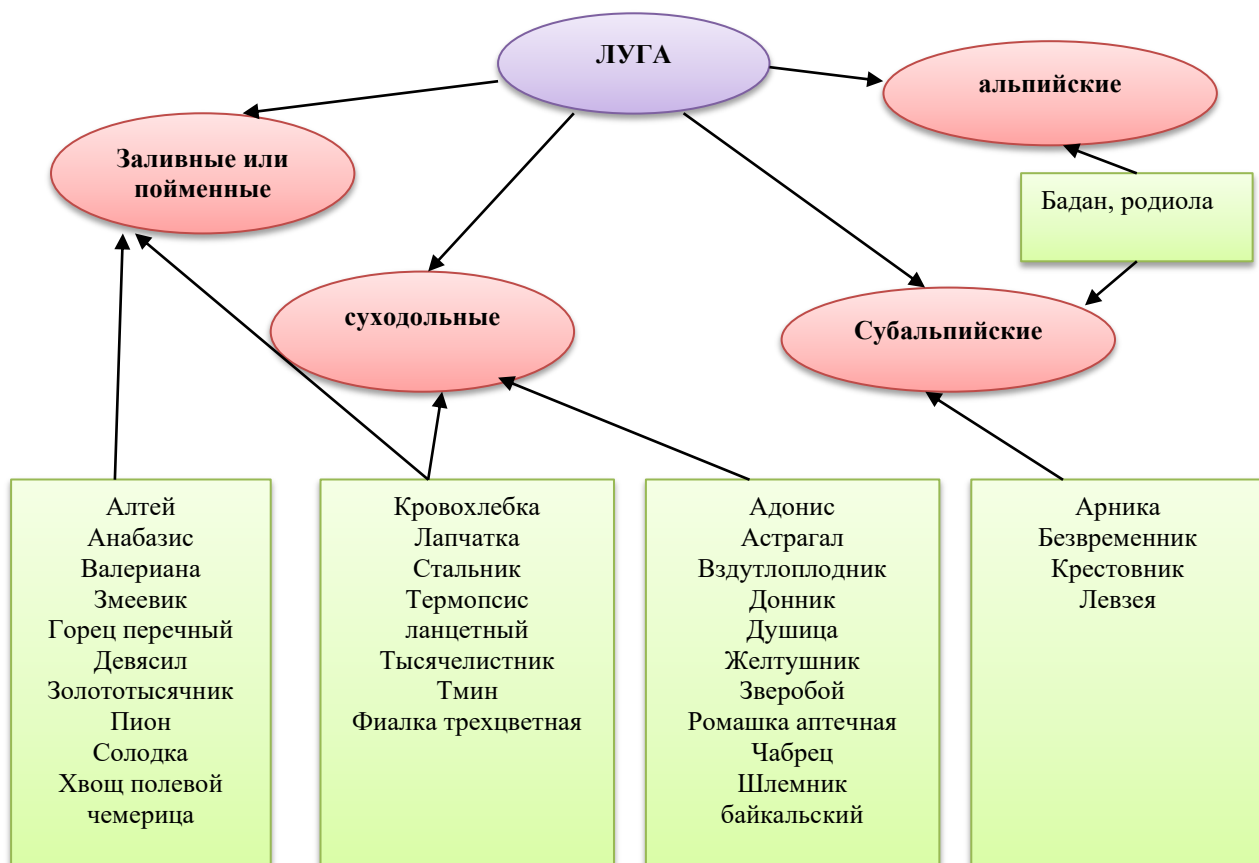 ЛУГА
альпийские
Заливные или
пойменные
Бадан, родиола
суходольные
Субальпийские
Алтей
Анабазис
Валериана
Змеевик
Горец перечный
Девясил
Золототысячник
Пион
Солодка
Хвощ полевой
чемерица
Кровохлебка
Лапчатка
Стальник
Термопсис
ланцетный
Тысячелистник
Тмин
Фиалка трехцветная
Адонис
Астрагал
Вздутлоплодник
Донник
Душица
Желтушник
Зверобой
Ромашка аптечная
Чабрец
Шлемник
байкальский
Арника
Безвременник
Крестовник
Левзея